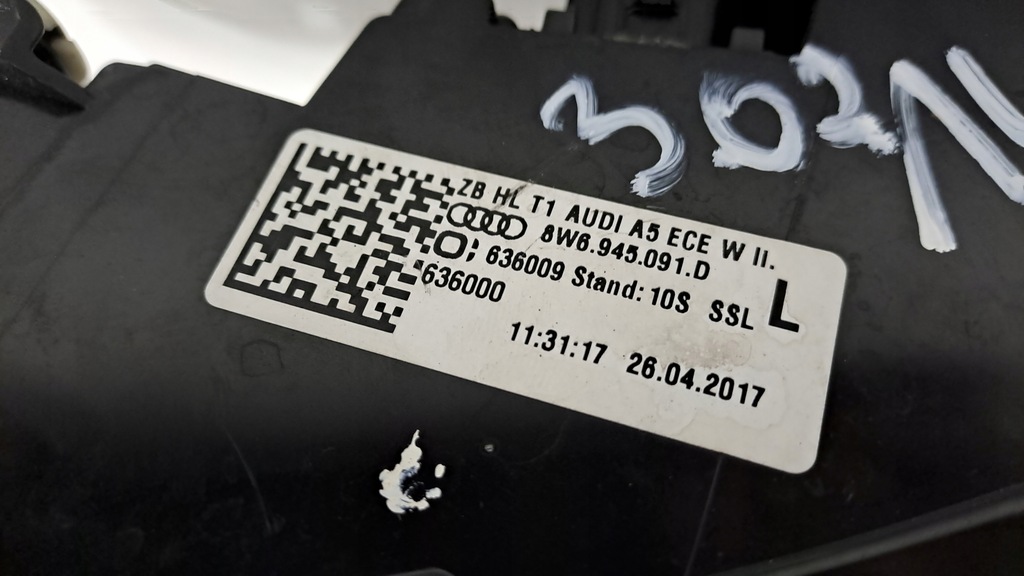 ZB HL T1 AUDI A5 ECE W II.
8W6.945.091.D
; 636009 Stand: 10S SSL L
636000
11:31:17 26.04.2017